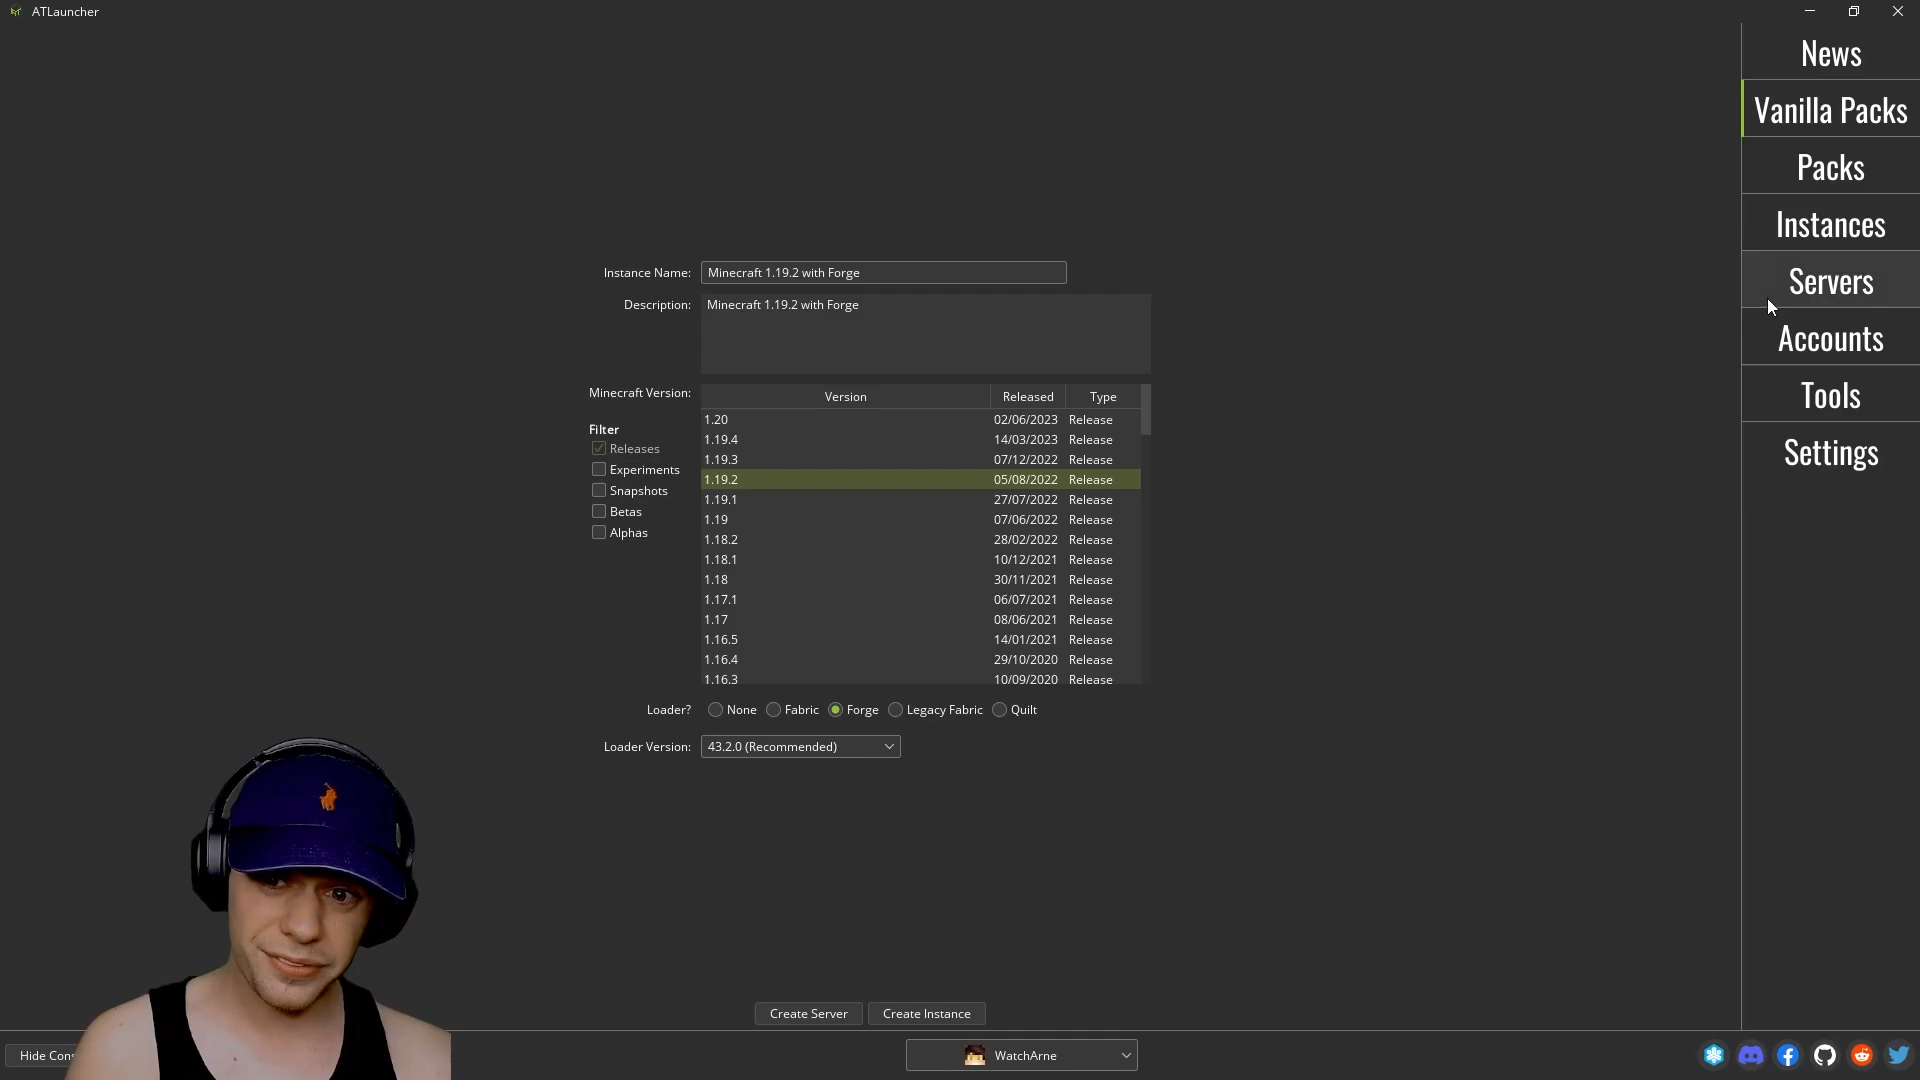 ATLauncher
News
Vanilla Packs
Packs
Instances
Servers
Accounts
Tools
Settings
Instance Name: Minecraft 1.19.2 with Forge
Description: Minecraft 1.19.2 with Forge
Minecraft Version:
Filter
Releases
Experiments
Snapshots
Betas
Alphas
Version Released Type
1.20 02/06/2023 Release
1.19.4 14/03/2023 Release
1.19.3 07/12/2022 Release
1.19.2 05/08/2022 Release
1.19.1 27/07/2022 Release
1.19 07/06/2022 Release
1.18.2 28/02/2022 Release
1.18.1 10/12/2021 Release
1.18 30/11/2021 Release
1.17.1 06/07/2021 Release
1.17 08/06/2021 Release
1.16.5 14/01/2021 Release
1.16.4 29/10/2020 Release
1.16.3 10/09/2020 Release
Loader? None Fabric Forge Legacy Fabric Quilt
Loader Version: 43.2.0 (Recommended)
Create Server Create Instance
Hide Cons
WatchArne